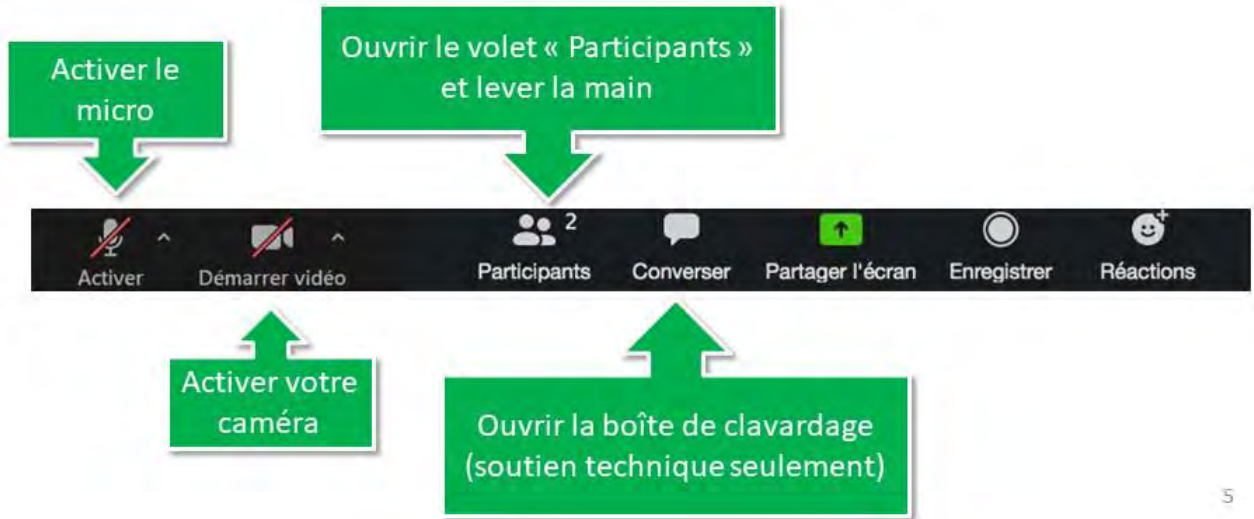 Activer le
micro
Ouvrir le volet « Participants »
et lever la main
2
Activer
Démarrer vidéo
Participants
Converser
Partager l'écran
Enregistrer
Réactions
Activer votre
caméra
Ouvrir la boîte de clavardage
(soutien technique seulement)
5